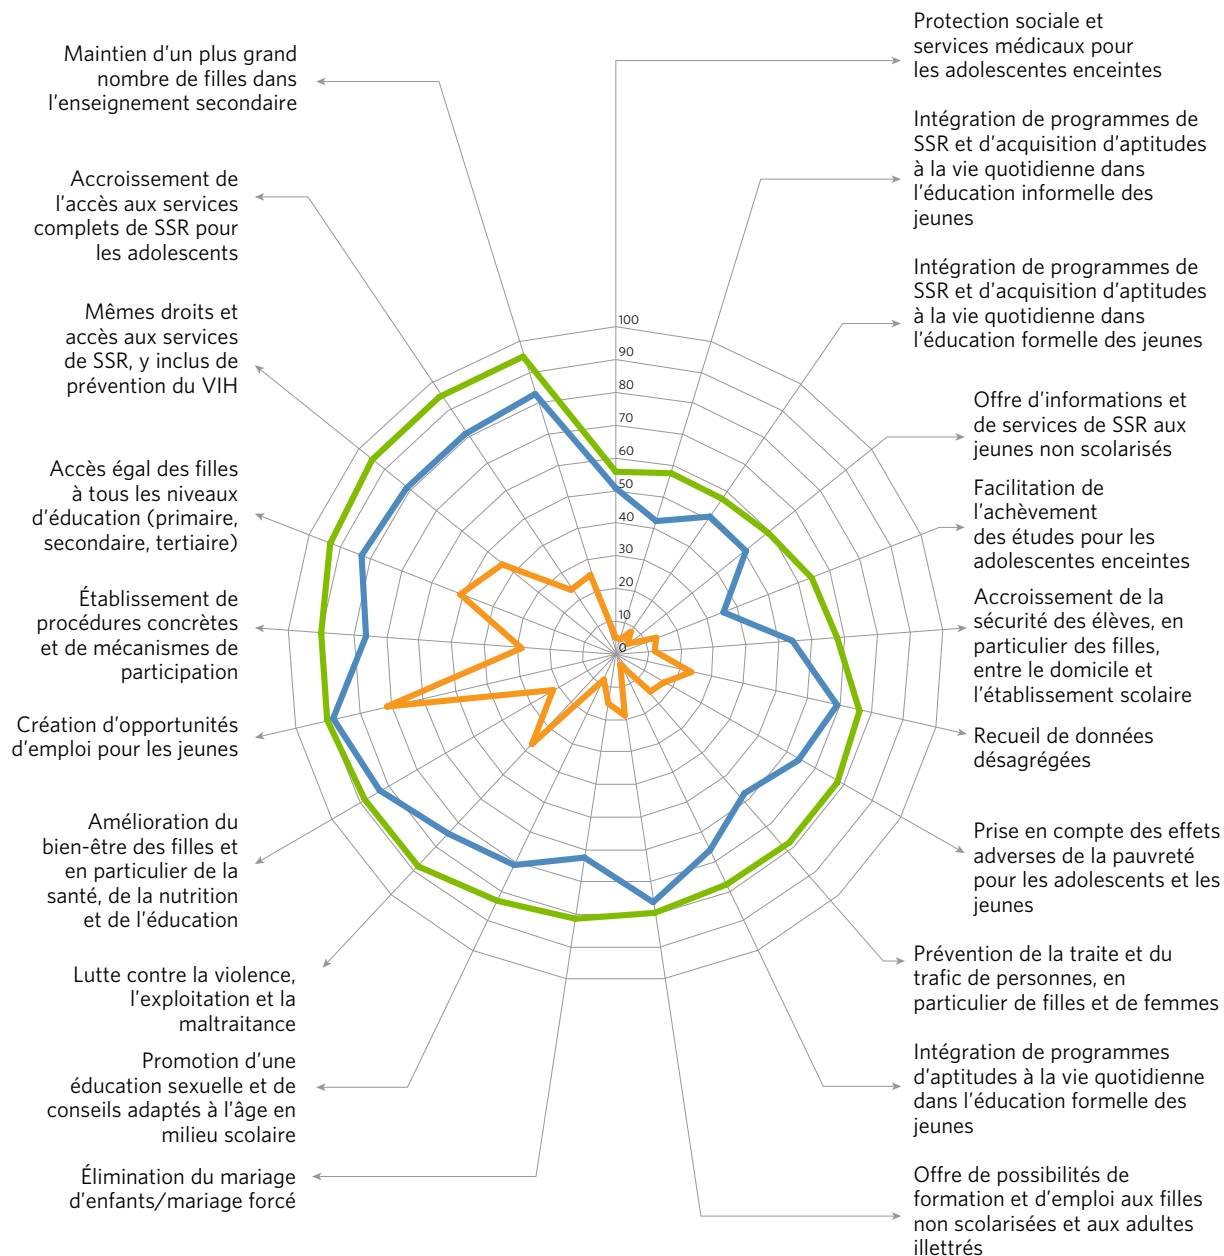 Protection sociale et
services médicaux pour
les adolescentes enceintes
Intégration de programmes de
SSR et d'acquisition d'aptitudes
à la vie quotidienne dans
l'éducation informelle des
jeunes
Intégration de programmes de
SSR et d'acquisition d'aptitudes
à la vie quotidienne dans
l'éducation formelle des jeunes
Offre d'informations et
de services de SSR aux
jeunes non scolarisés
Facilitation de
l'achèvement
des études pour les
adolescentes enceintes
Accroissement de la
sécurité des élèves, en
particulier des filles,
entre le domicile et
l'établissement scolaire
Recueil de données
désagrégées
Prise en compte des effets
adverses de la pauvreté
pour les adolescents et les
jeunes
Prévention de la traite et du
trafic de personnes, en
particulier de filles et de femmes
Intégration de programmes
d'aptitudes à la vie quotidienne
dans l'éducation formelle des
jeunes
Offre de possibilités de
formation et d'emploi aux filles
non scolarisées et aux adultes
illettrés
Élimination du mariage
d'enfants/mariage forcé
Promotion d'une
éducation sexuelle et de
conseils adaptés à l'âge en
milieu scolaire
Lutte contre la violence,
l'exploitation et la
maltraitance
Amélioration du
bien-être des filles et
en particulier de la
santé, de la nutrition
et de l'éducation
Création d'opportunités
d'emploi pour les jeunes
Établissement de
procédures concrètes
et de mécanismes de
participation
Accès égal des filles
à tous les niveaux
d'éducation (primaire,
secondaire, tertiaire)
Mêmes droits et
accès aux services
de SSR, y inclus de
prévention du VIH
Accroissement de
l'accès aux services
complets de SSR pour
les adolescents
Maintien d'un plus grand
nombre de filles dans
l'enseignement secondaire
100
90
80
70
60
50
40
30
20
10
0